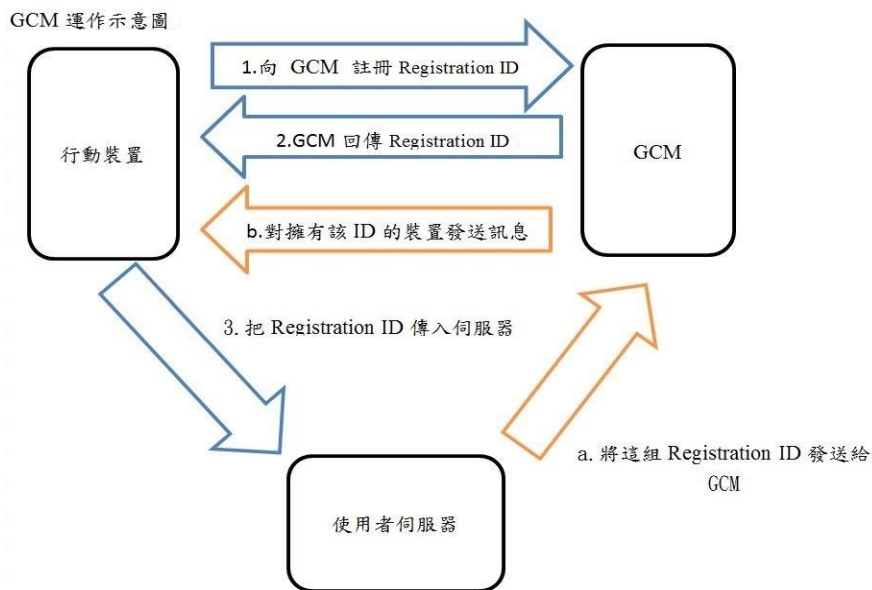 GCM 運作示意圖
1.向 GCM 註冊 Registration ID
行動裝置
2.GCM 回傳 Registration ID
GCM
b.對擁有該 ID 的裝置發送訊息
3. 把 Registration ID 傳入伺服器
a. 將這組 Registration ID 發送給
GCM
使用者伺服器